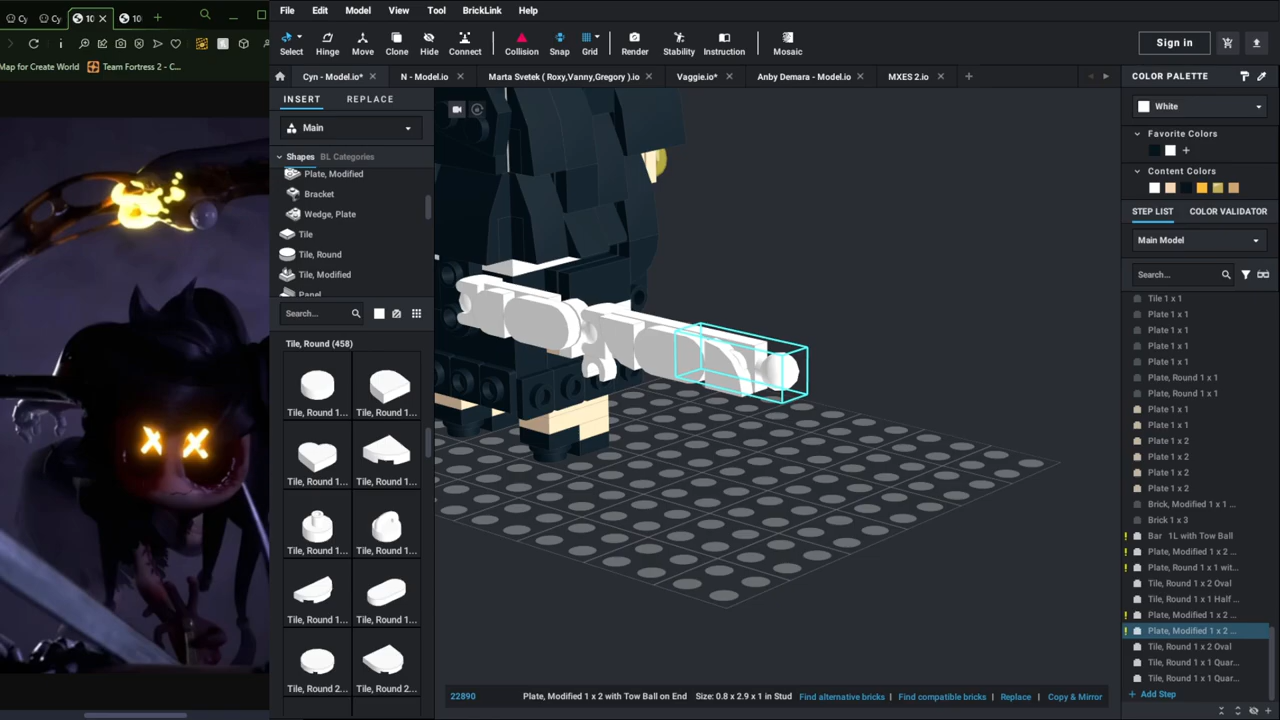 Cy
Cy
10
10
Map for Create World
Team Fortress 2 - C...
File Edit Model View Tool BrickLink Help
Select Hinge Move Clone Hide Connect Collision Snap Grid Render Stability Instruction Mosaic
Sign in
Cyn - Model.io* N - Model.io Marta Svetek ( Roxy,Vanny,Gregory ).io Vaggie.io* Anby Demara - Model.io MXES 2.io
INSERT REPLACE
Main
Shapes BL Categories
Plate, Modified
Bracket
Wedge, Plate
Tile
Tile, Round
Tile, Modified
Panel
Search...
Tile, Round (458)
Tile, Round 1... Tile, Round 1...
Tile, Round 1... Tile, Round 1...
Tile, Round 1... Tile, Round 1...
Tile, Round 1... Tile, Round 1...
Tile, Round 2... Tile, Round 2...
22890 Plate, Modified 1 x 2 with Tow Ball on End Size: 0.8 x 2.9 x 1 in Stud Find alternative bricks | Find compatible bricks | Replace | Copy & Mirror
COLOR PALETTE
White
Favorite Colors
Content Colors
STEP LIST COLOR VALIDATOR
Main Model
Search...
Tile 1 x 1
Plate 1 x 1
Plate 1 x 1
Plate 1 x 1
Plate 1 x 1
Plate, Round 1 x 1
Plate, Round 1 x 1
Plate 1 x 1
Plate 1 x 1
Plate 1 x 2
Plate 1 x 2
Plate 1 x 2
Plate 1 x 2
Brick, Modified 1 x 1 ...
Brick 1 x 3
Bar 1L with Tow Ball
Plate, Modified 1 x 2 ...
Plate, Round 1 x 1 wit...
Tile, Round 1 x 2 Oval
Tile, Round 1 x 1 Half ...
Plate, Modified 1 x 2 ...
Plate, Modified 1 x 2 ...
Tile, Round 1 x 2 Oval
Tile, Round 1 x 1 Quar...
Tile, Round 1 x 1 Quar...
Add Step